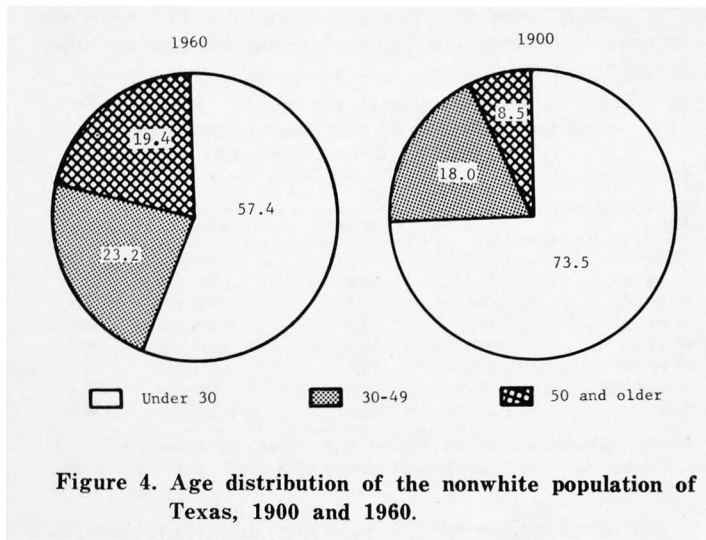 1960
1900
19.4
57.4
23.2
8.5
18.0
73.5
Under 30
30-49
50 and older
Figure 4. Age distribution of the nonwhite population of
Texas, 1900 and 1960.